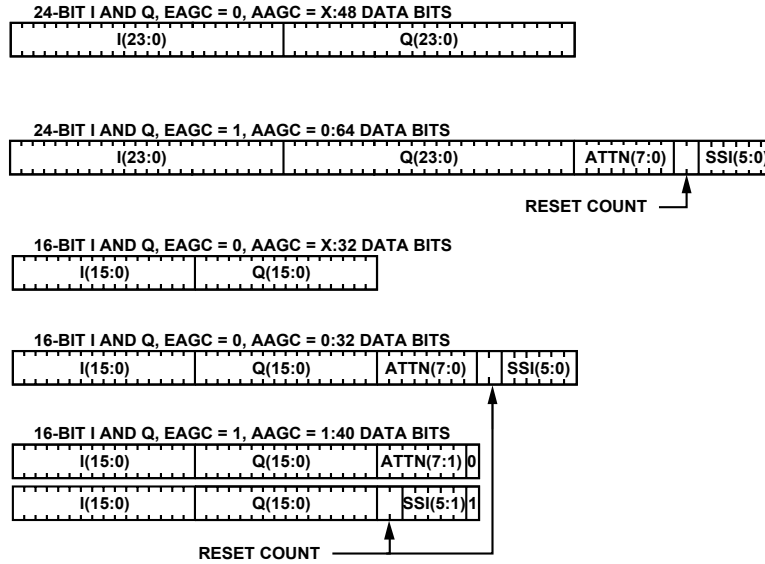 24-BIT I AND Q, EAGC = 0, AAGC = X:48 DATA BITS
I(23:0) Q(23:0)
24-BIT I AND Q, EAGC = 1, AAGC = 0:64 DATA BITS
I(23:0) Q(23:0) ATTN(7:0) SSI(5:0)
RESET COUNT
16-BIT I AND Q, EAGC = 0, AAGC = X:32 DATA BITS
I(15:0) Q(15:0)
16-BIT I AND Q, EAGC = 0, AAGC = 0:32 DATA BITS
I(15:0) Q(15:0) ATTN(7:0) SSI(5:0)
16-BIT I AND Q, EAGC = 1, AAGC = 1:40 DATA BITS
I(15:0) Q(15:0) ATTN(7:1) 0
I(15:0) Q(15:0) SSI(5:1) 1
RESET COUNT